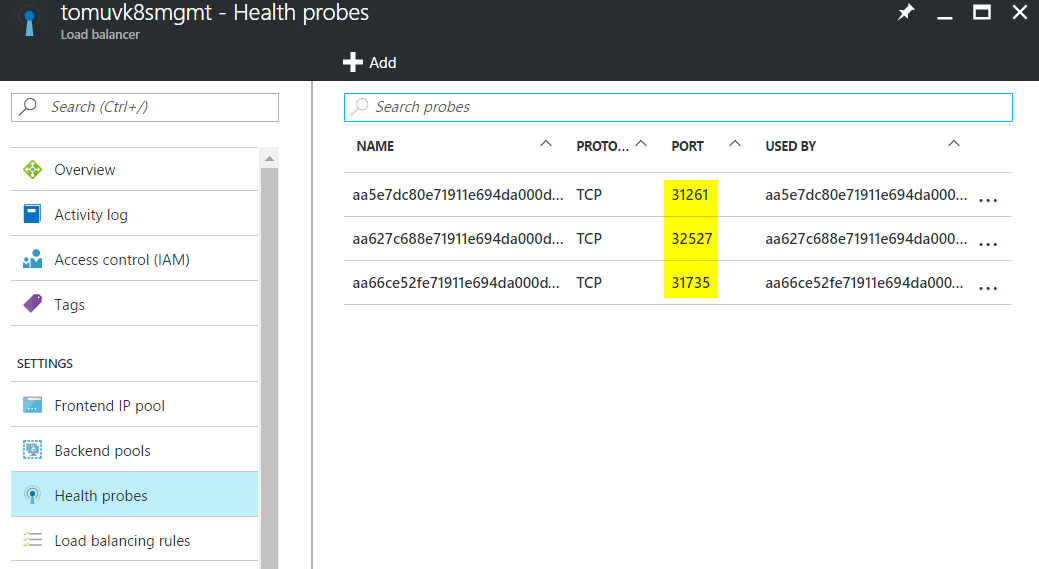 tomuvk8smgmt - Health probes
Load balancer
Add
Search (Ctrl+/)
Overview
Activity log
Access control (IAM)
Tags
SETTINGS
Frontend IP pool
Backend pools
Health probes
Load balancing rules
Search probes
NAME PROTO... PORT USED BY
aa5e7dc80e71911e694da000d... TCP 31261 aa5e7dc80e71911e694da000... ...
aa627c688e71911e694da000d... TCP 32527 aa627c688e71911e694da000... ...
aa66ce52fe71911e694da000d... TCP 31735 aa66ce52fe71911e694da000... ...